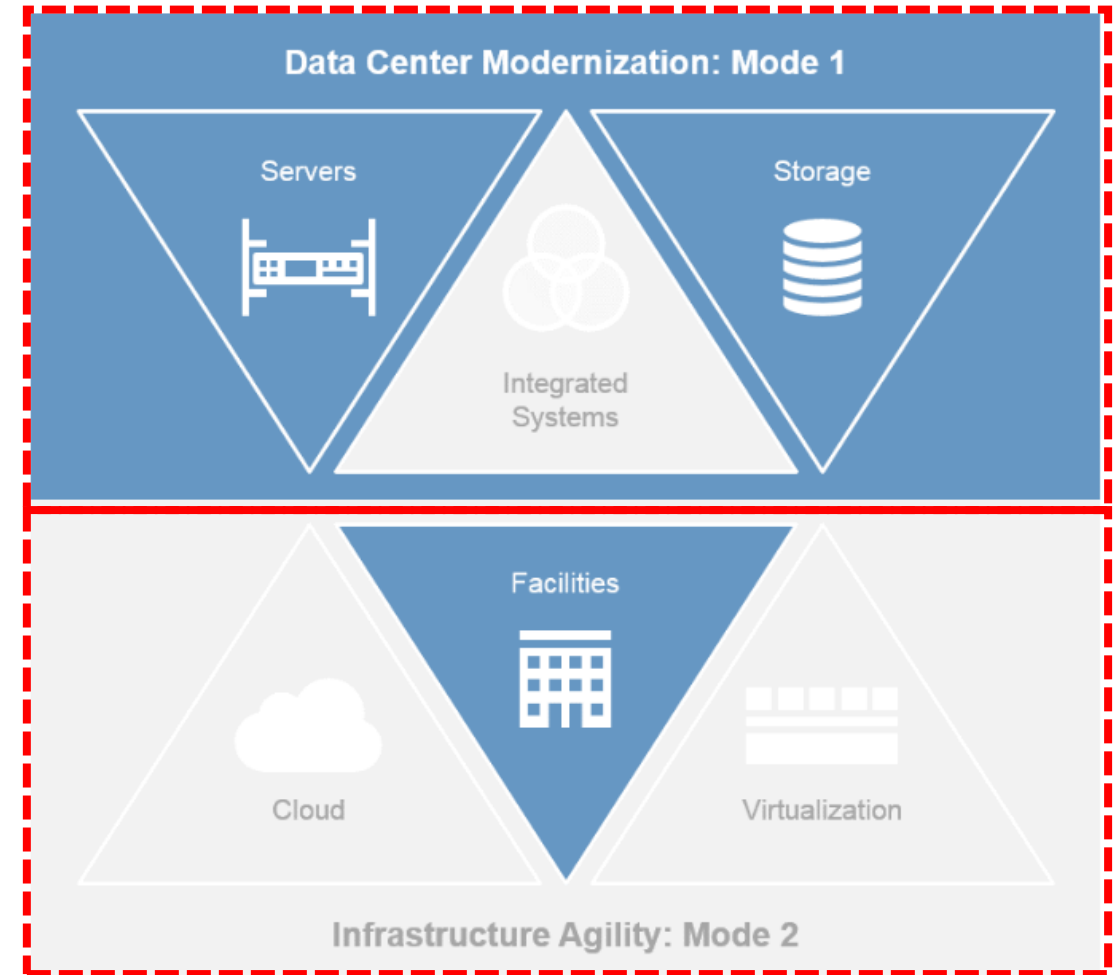 Data Center Modernization: Mode 1
Servers
Storage
Integrated
Systems
Facilities
Cloud
Virtualization
Infrastructure Agility: Mode 2